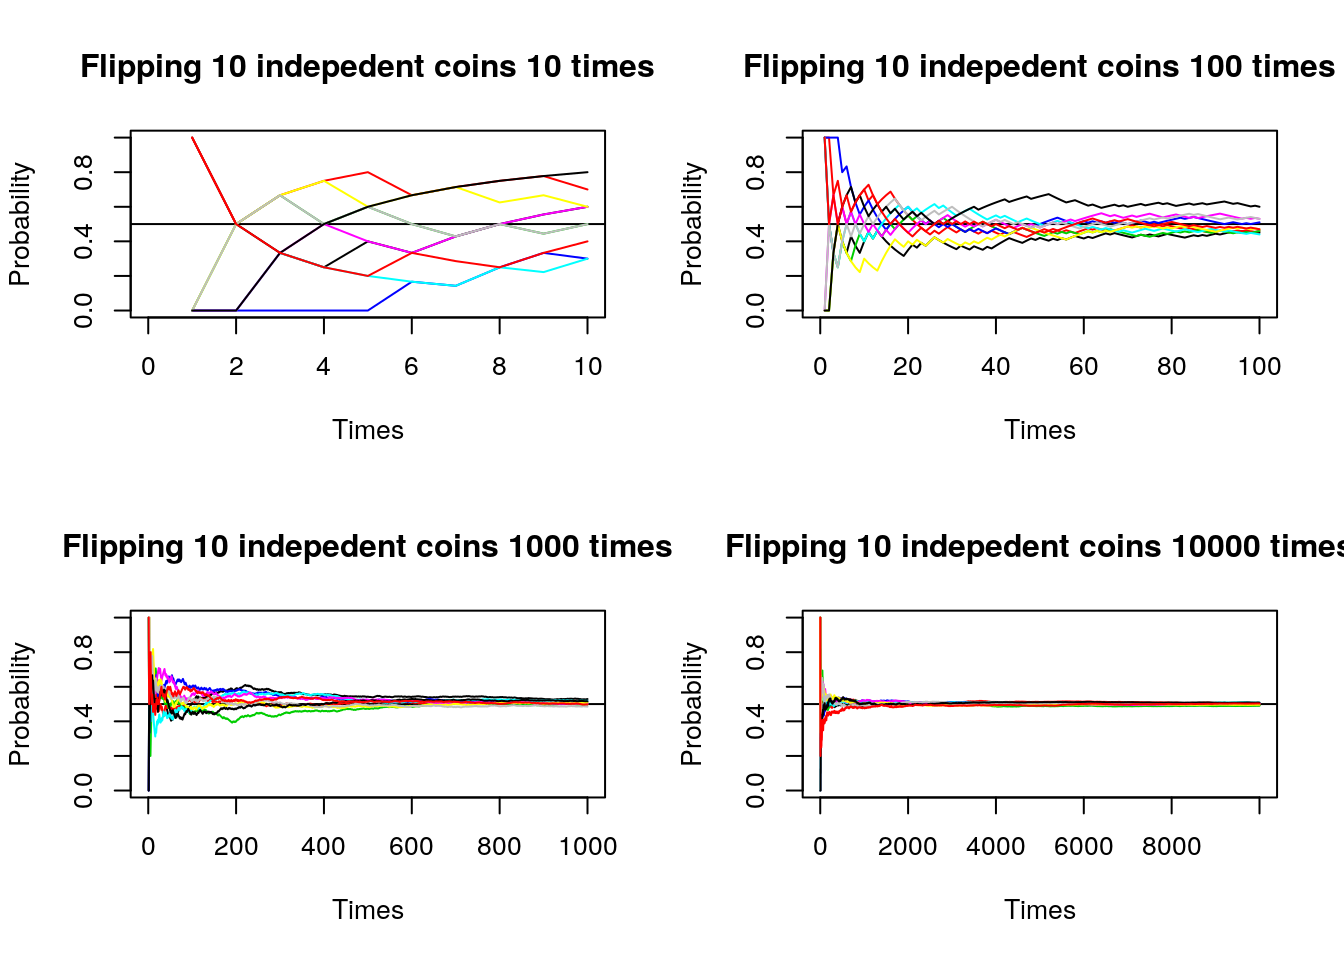 Flipping 10 indepedent coins 10 times
Probability
0.0 0.4 0.8
0 2 4 6 8 10
Times
Flipping 10 indepedent coins 100 times
Probability
0.0 0.4 0.8
0 20 40 60 80 100
Times
Flipping 10 indepedent coins 1000 times
Probability
0.0 0.4 0.8
0 200 400 600 800 1000
Times
Flipping 10 indepedent coins 10000 times
Probability
0.0 0.4 0.8
0 2000 4000 6000 8000
Times